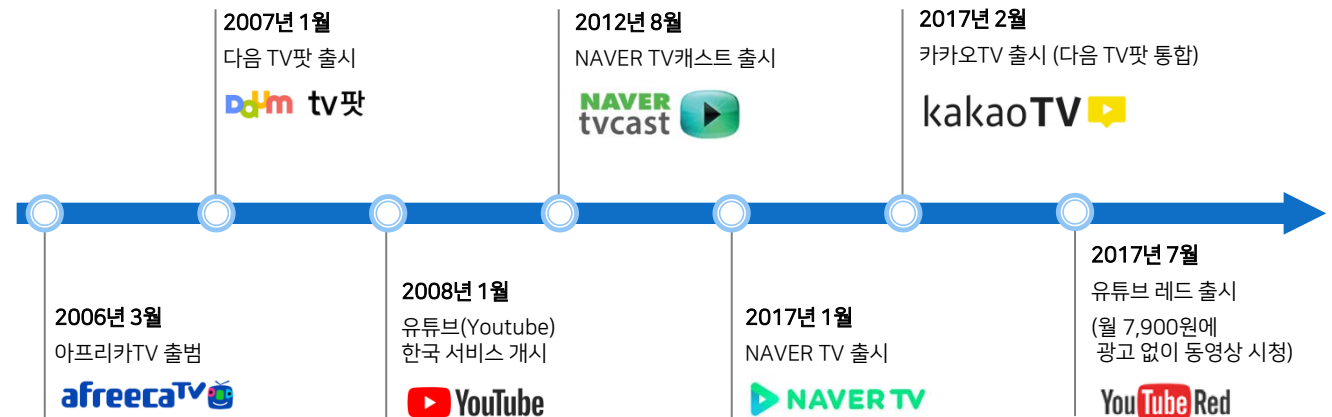 2007년 1월
다음 TV팟 출시
Daum tv팟
2012년 8월
NAVER TV캐스트 출시
NAVER
tvcast
2017년 2월
카카오TV 출시 (다음 TV팟 통합)
kakaoTV
2006년 3월
아프리카TV 출범
afreecaTV
2008년 1월
유튜브(Youtube)
한국 서비스 개시
YouTube
2017년 1월
NAVER TV 출시
NAVER TV
2017년 7월
유튜브 레드 출시
(월 7,900원에
광고 없이 동영상 시청)
YouTube Red